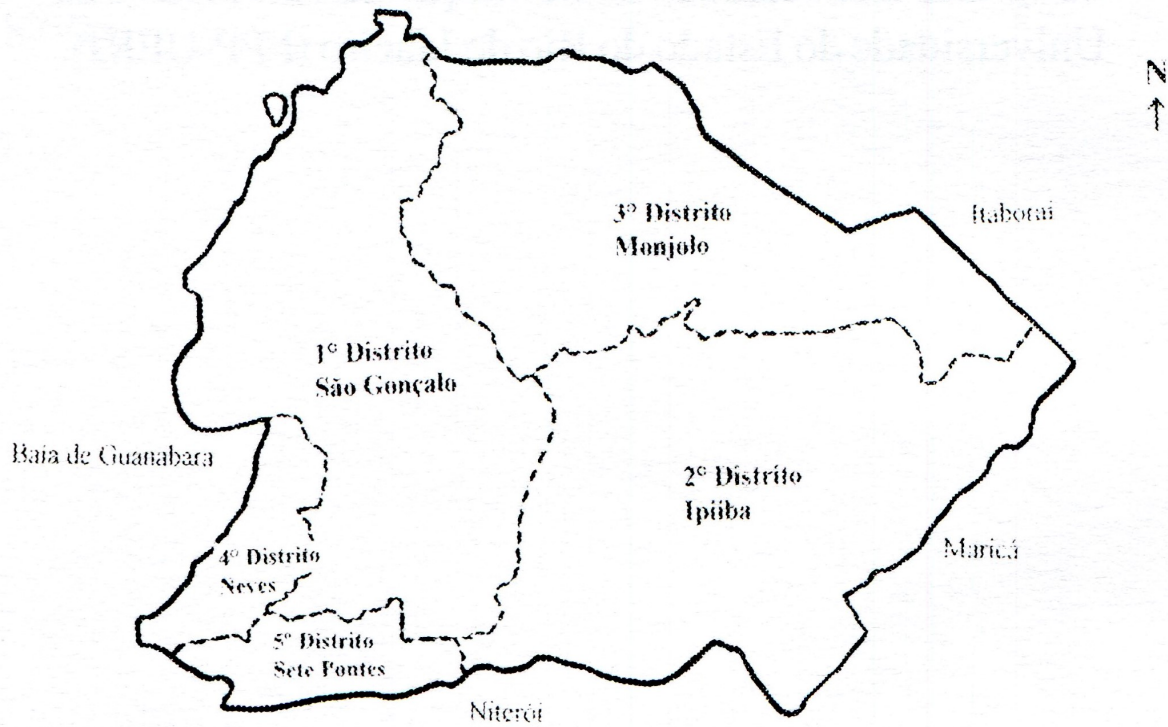 N
3º Distrito
Monjolo
Itaboraí
1º Distrito
São Gonçalo
Baía de Guanabara
2º Distrito
Ipiíba
4º Distrito
Neves
Maricá
5º Distrito
Sete Pontes
Niterói